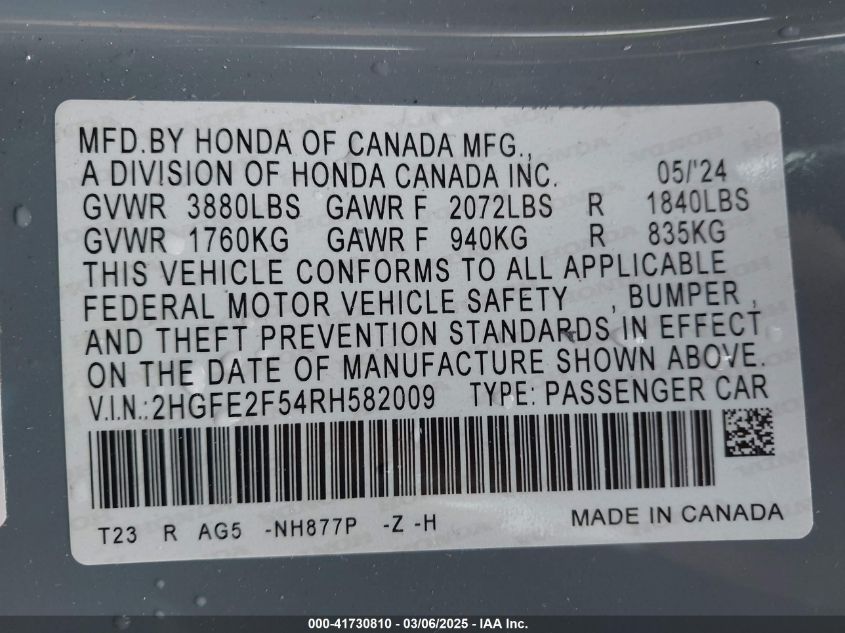 MFD.BY HONDA OF CANADA MFG.,
A DIVISION OF HONDA CANADA INC. 05/'24
GVWR 3880LBS GAWR F 2072LBS R 1840LBS
GVWR 1760KG GAWR F 940KG R 835KG
THIS VEHICLE CONFORMS TO ALL APPLICABLE
FEDERAL MOTOR VEHICLE SAFETY , BUMPER ,
AND THEFT PREVENTION STANDARDS IN EFFECT
ON THE DATE OF MANUFACTURE SHOWN ABOVE.
V.I.N.:2HGFE2F54RH582009 TYPE: PASSENGER CAR
T23 R AG5 -NH877P -Z -H MADE IN CANADA
000-41730810 - 03/06/2025 - IAA Inc.